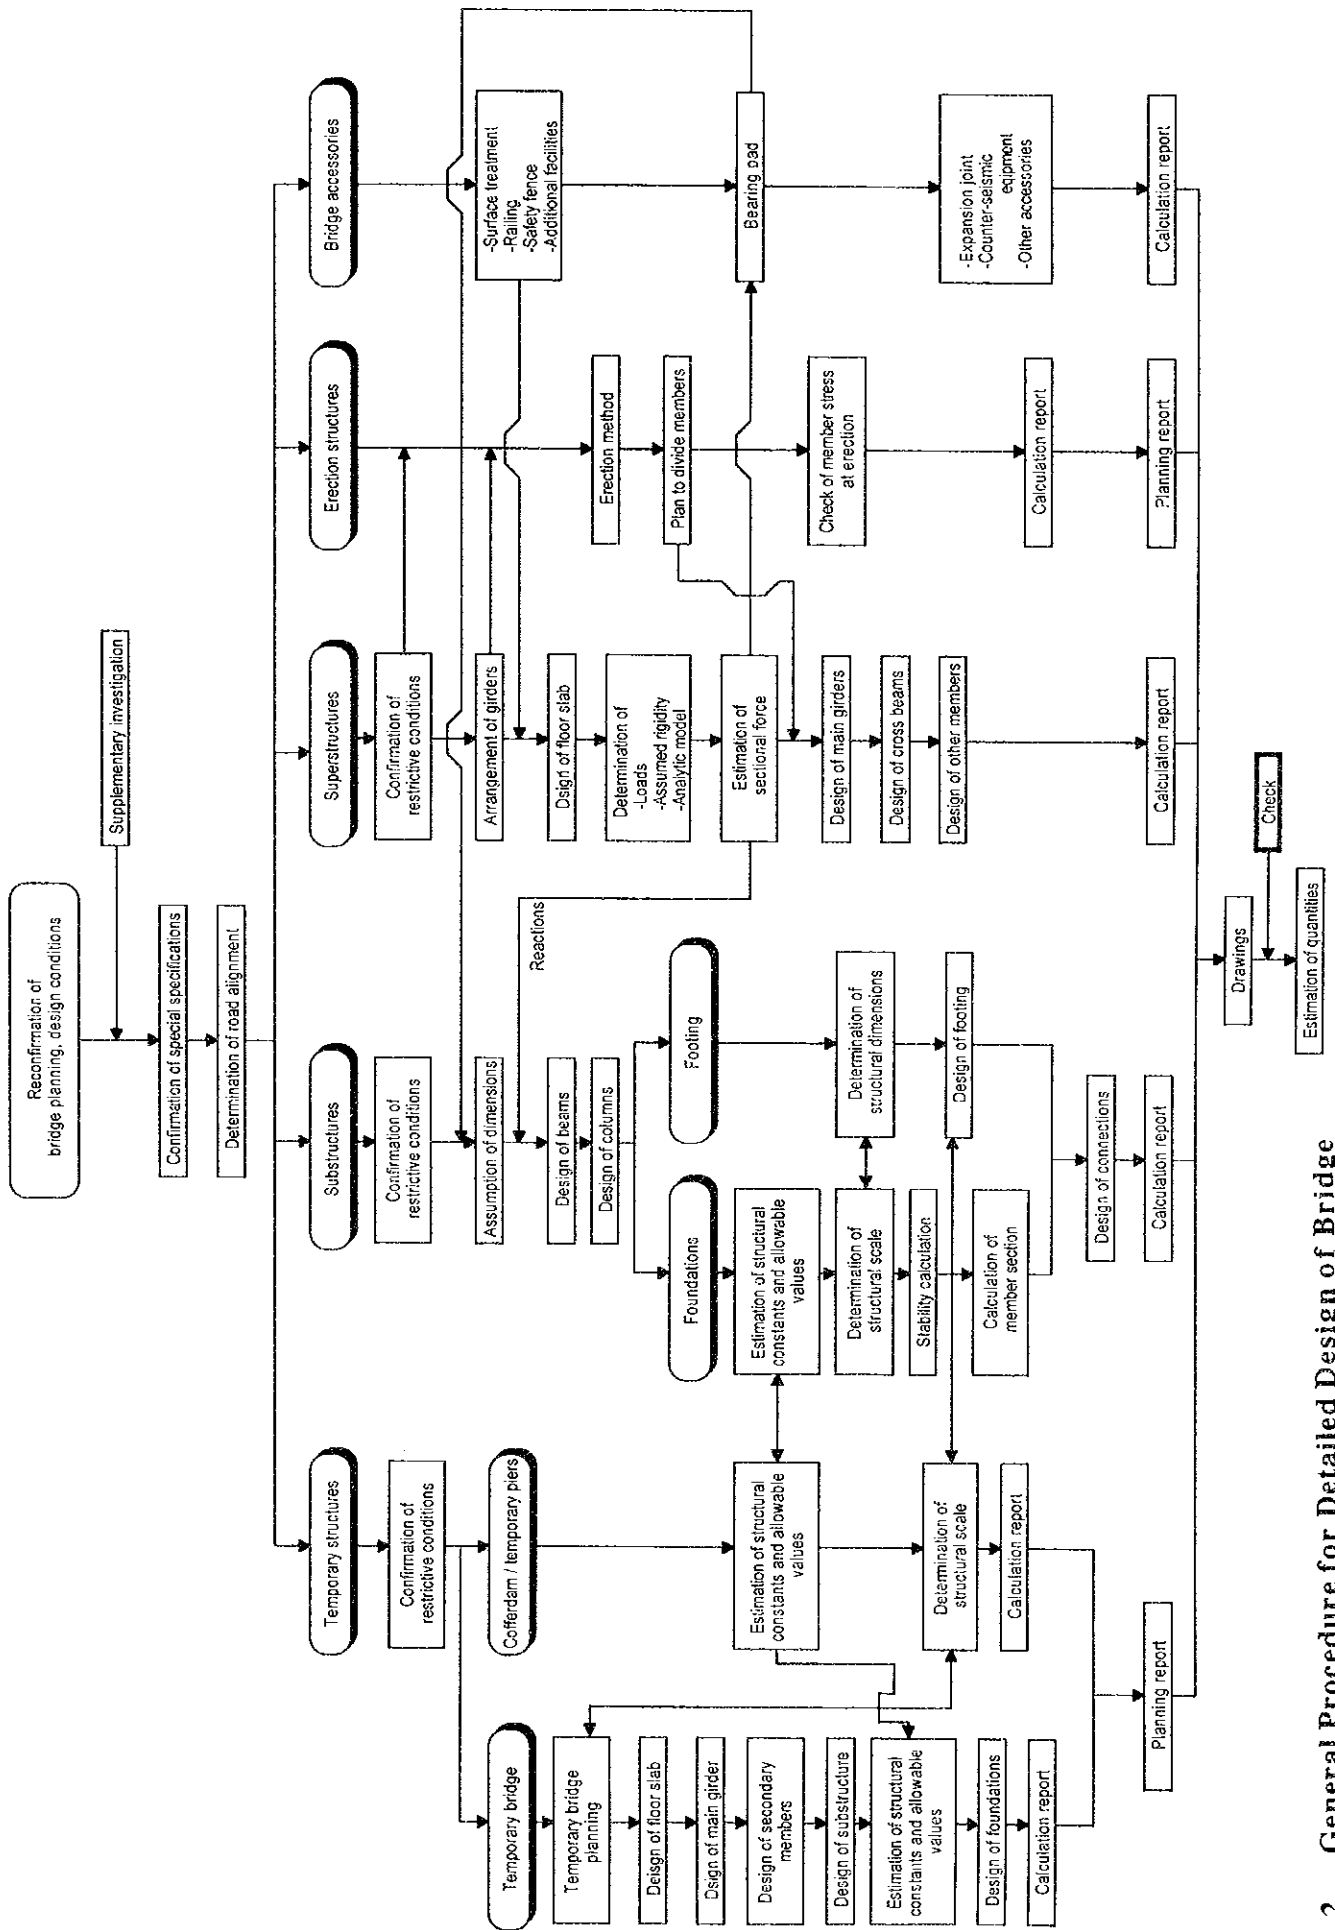 Reconfirmation of
bridge planning, design conditions
Supplementary investigation
Confirmation of special specifications
Determination of road alignment
Temporary structures
Substructures
Superstructures
Erection structures
Bridge accessories
Confirmation of
restrictive conditions
Cofferdam / temporary piers
Estimation of structural
constants and allowable
values
Determination of
structural scale
Calculation report
Temporary bridge
Temporary bridge
planning
Deisgn of floor slab
Dsign of main girder
Design of secondary
members
Design of substructure
Estimation of structural
constants and allowable
values
Design of foundations
Calculation report
Planning report
Confirmation of
restrictive conditions
Assumption of dimensions
Reactions
Design of beams
Design of columns
Foundations
Estimation of structural
constants and allowable
values
Determination of
structural scale
Stability calculation
Calculation of
member section
Footing
Determination of
structural dimensions
Design of footing
Design of connections
Calculation report
Confirmation of
restrictive conditions
Arrangement of girders
Dsign of floor slab
Determination of
-Loads
-Assumed rigidity
-Analytic model
Estimation of
sectional force
Design of main girders
Design of cross beams
Design of other members
Calculation report
Erection method
Plan to divide members
Check of member stress
at erection
Calculation report
Planning report
-Surface treatment
-Railing
-Safety fence
-Additional facilities
Bearing pad
-Expansion joint
-Counter-seismic
eqipment
-Other accessories
Calculation report
Drawings
Check
Estimation of quantities
2 General Procedure for Detailed Design of Bridge